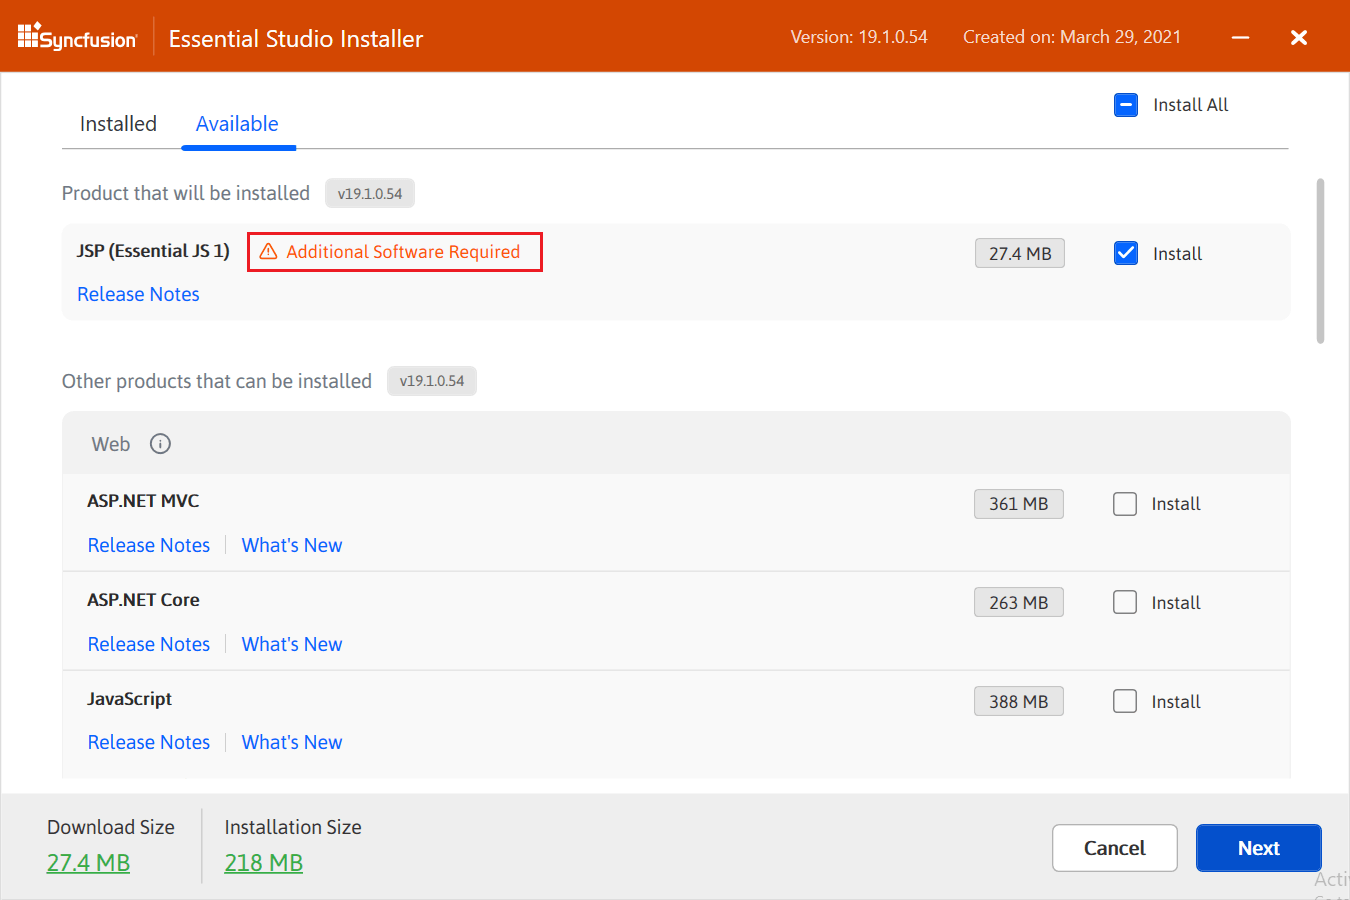 Syncfusion
Essential Studio Installer
Version: 19.1.0.54
Created on: March 29, 2021
Installed
Available
Install All
Product that will be installed
v19.1.0.54
JSP (Essential JS 1)
Additional Software Required
27.4 MB
Install
Release Notes
Other products that can be installed
v19.1.0.54
Web
ASP.NET MVC
361 MB
Install
Release Notes
What's New
ASP.NET Core
263 MB
Install
Release Notes
What's New
JavaScript
388 MB
Install
Release Notes
What's New
Download Size
Installation Size
27.4 MB
218 MB
Cancel
Next